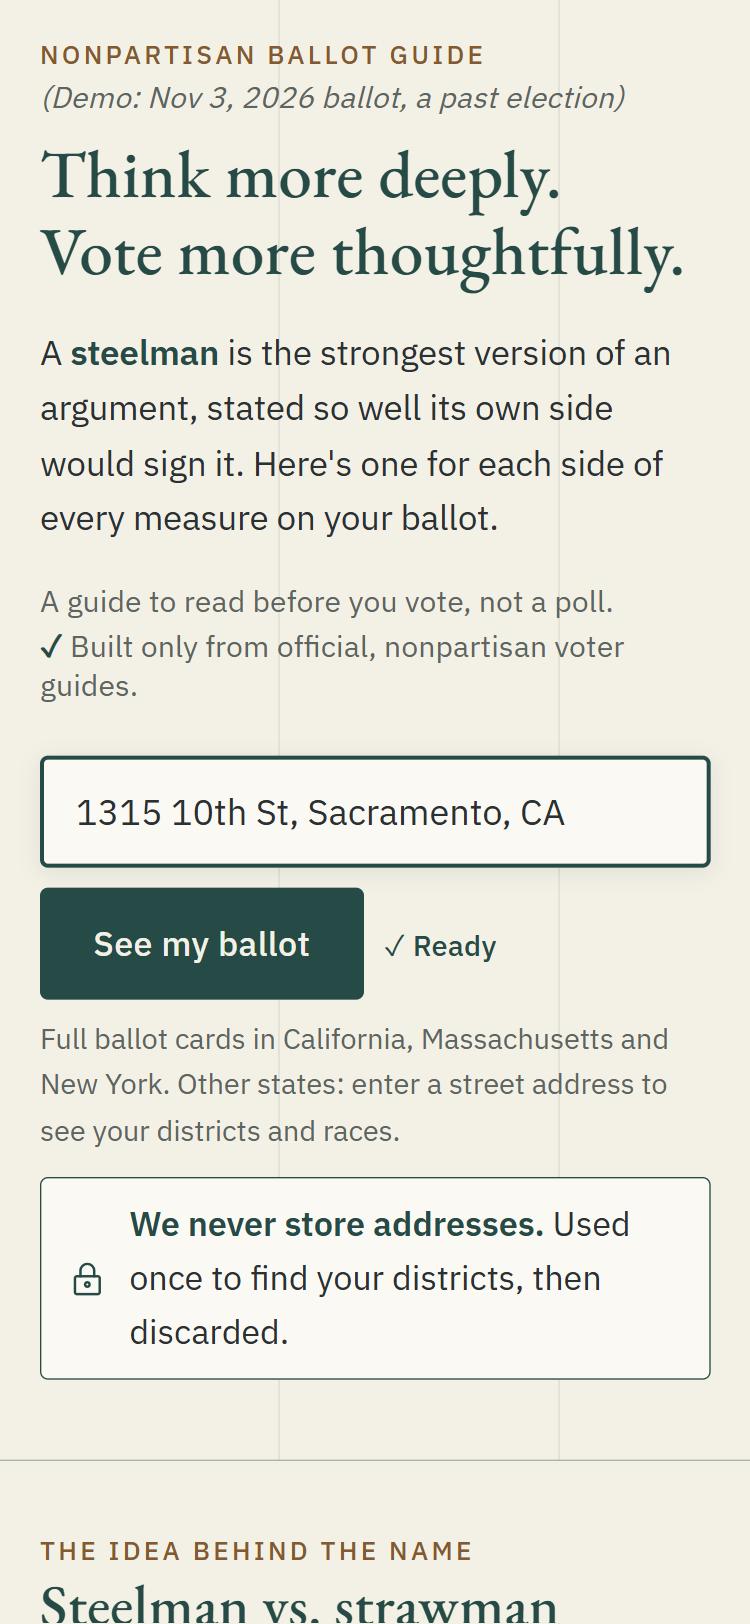 NONPARTISAN BALLOT GUIDE
(Demo: Nov 3, 2026 ballot, a past election)
Think more deeply.
Vote more thoughtfully.
A steelman is the strongest version of an
argument, stated so well its own side
would sign it. Here's one for each side of
every measure on your ballot.
A guide to read before you vote, not a poll.
✓ Built only from official, nonpartisan voter
guides.
1315 10th St, Sacramento, CA
See my ballot
✓ Ready
Full ballot cards in California, Massachusetts and
New York. Other states: enter a street address to
see your districts and races.
We never store addresses. Used
once to find your districts, then
discarded.
THE IDEA BEHIND THE NAME
Steelman vs. strawman